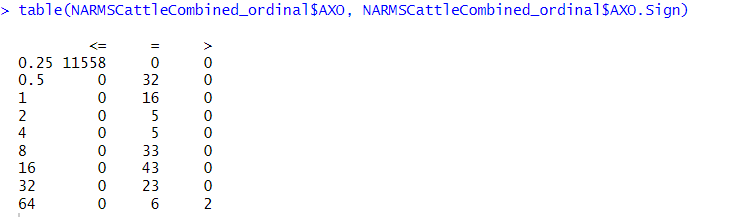 > table(NARMSCattleCombined_ordinal$AXO, NARMSCattleCombined_ordinal$AXO.Sign)
<= = >
0.25 11558 0 0
0.5 0 32 0
1 0 16 0
2 0 5 0
4 0 5 0
8 0 33 0
16 0 43 0
32 0 23 0
64 0 6 2